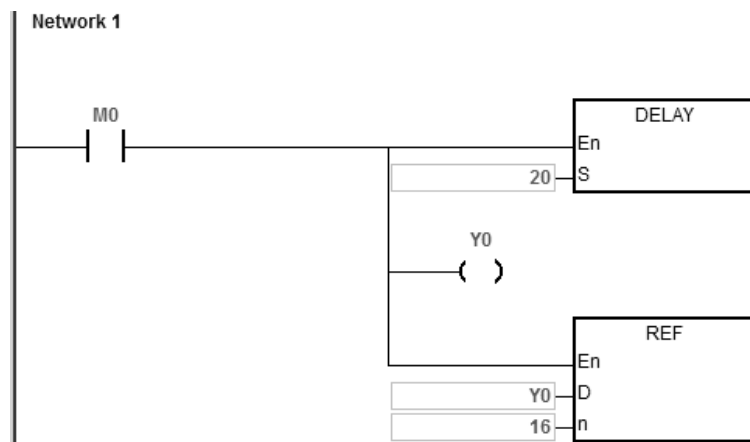 Network 1
M0
DELAY
En
20 S
Y0
REF
En
Y0 D
16 n